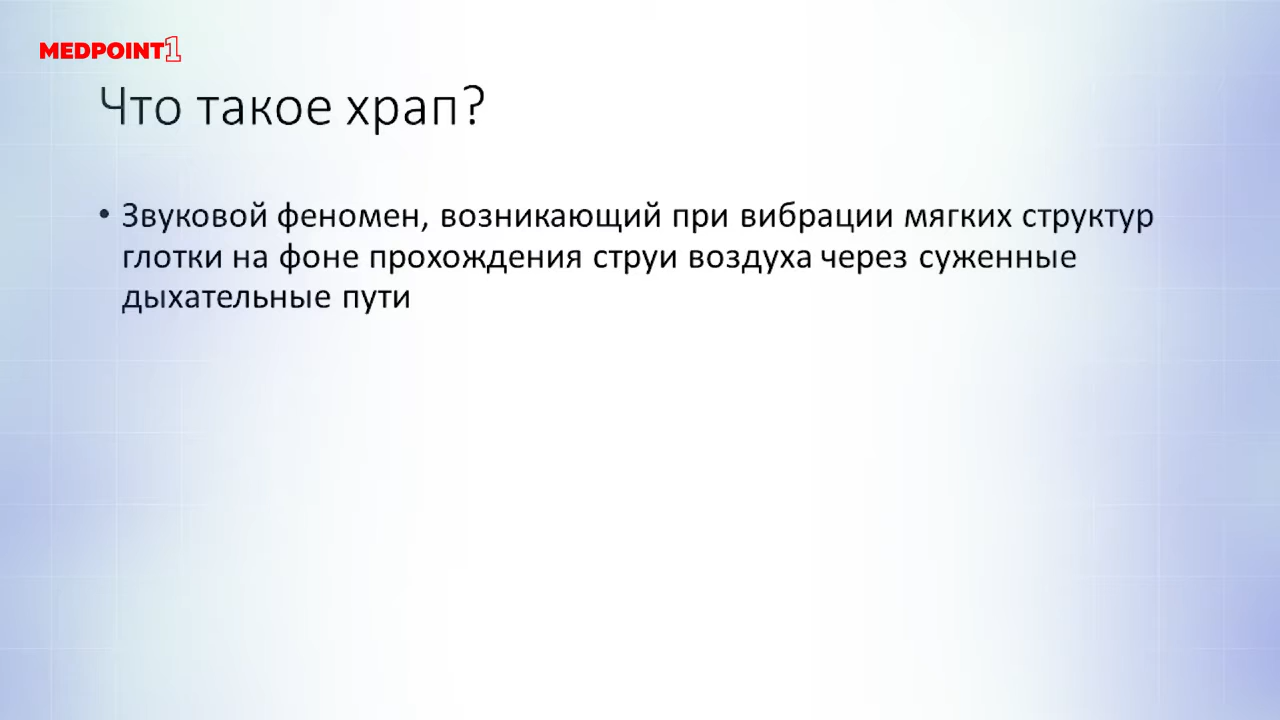 MEDPOINT1
Что такое храп?
• Звуковой феномен, возникающий при вибрации мягких структур
глотки на фоне прохождения струи воздуха через суженные
дыхательные пути